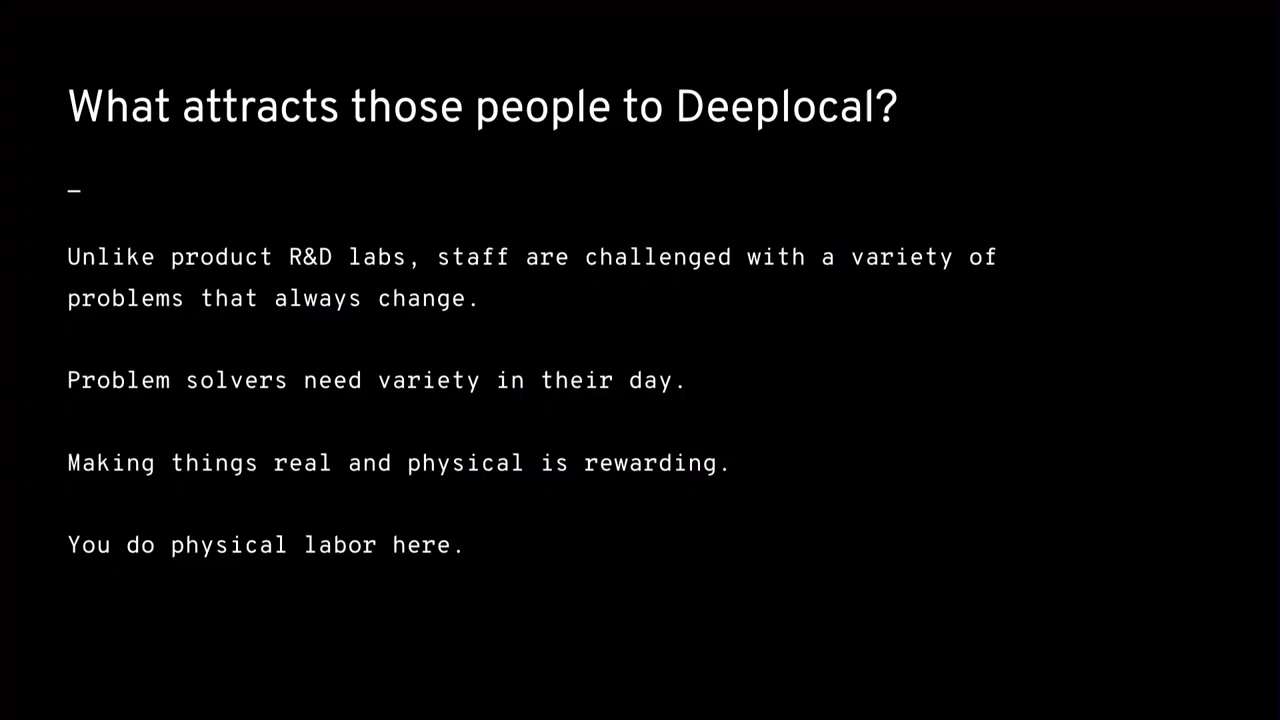 What attracts those people to Deeplocal?
–
Unlike product R&D labs, staff are challenged with a variety of
problems that always change.
Problem solvers need variety in their day.
Making things real and physical is rewarding.
You do physical labor here.